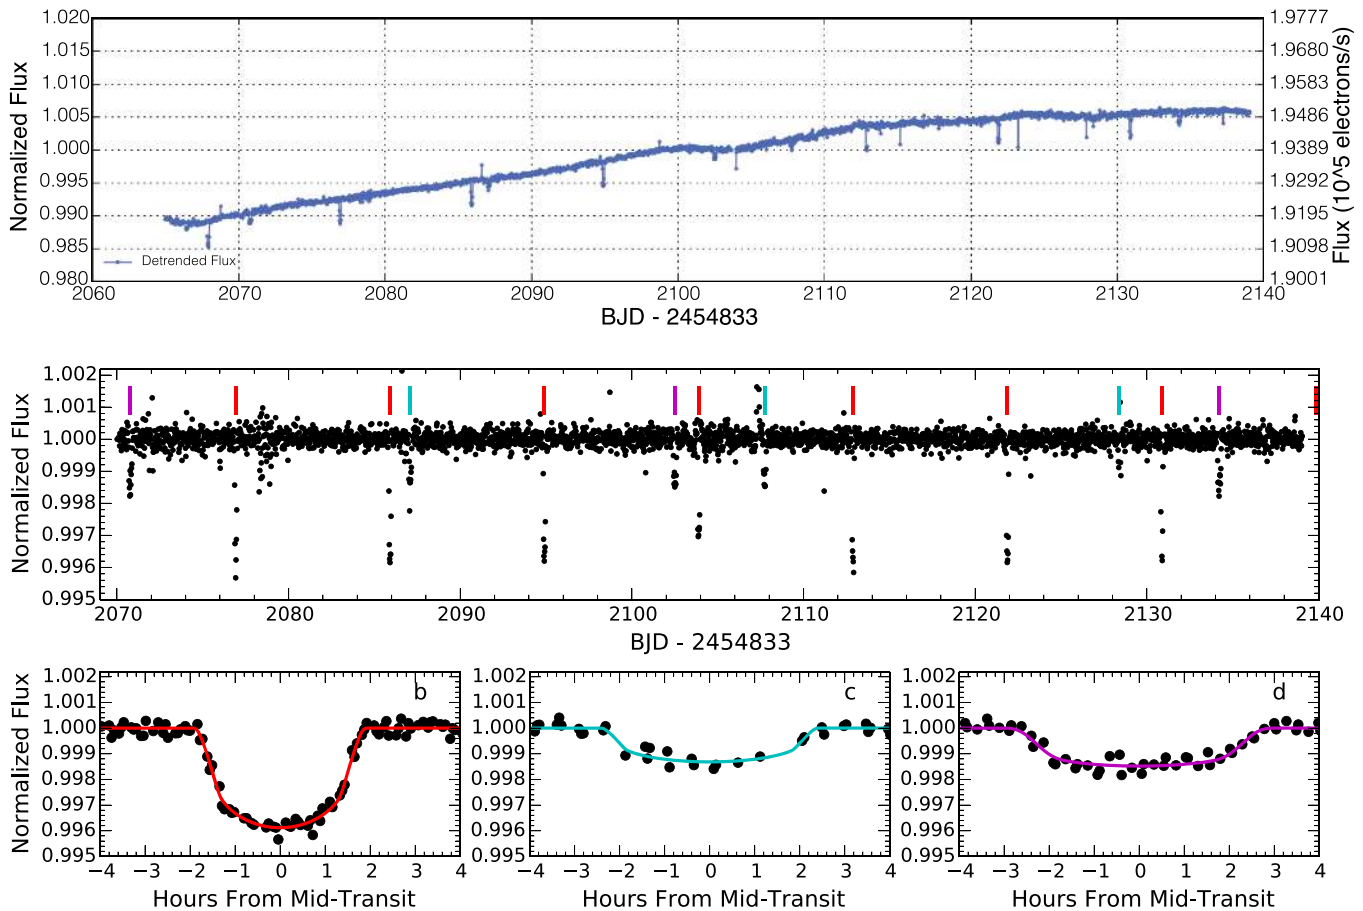 1.020
1.015
1.010
1.005
1.000
0.995
0.990
0.985
0.980
Normalized Flux
1.9777
1.9680
1.9583
1.9486
1.9389
1.9292
1.9195
1.9098
1.9001
Flux (10^5 electrons/s)
Detrended Flux
2060 2070 2080 2090 2100 2110 2120 2130 2140
BJD - 2454833
1.002
1.001
1.000
0.999
0.998
0.997
0.996
0.995
Normalized Flux
2070 2080 2090 2100 2110 2120 2130 2140
BJD - 2454833
1.002
1.001
1.000
0.999
0.998
0.997
0.996
0.995
Normalized Flux
b
−4 −3 −2 −1 0 1 2 3 4
Hours From Mid-Transit
1.002
1.001
1.000
0.999
0.998
0.997
0.996
0.995
c
−4 −3 −2 −1 0 1 2 3 4
Hours From Mid-Transit
1.002
1.001
1.000
0.999
0.998
0.997
0.996
0.995
d
−4 −3 −2 −1 0 1 2 3 4
Hours From Mid-Transit